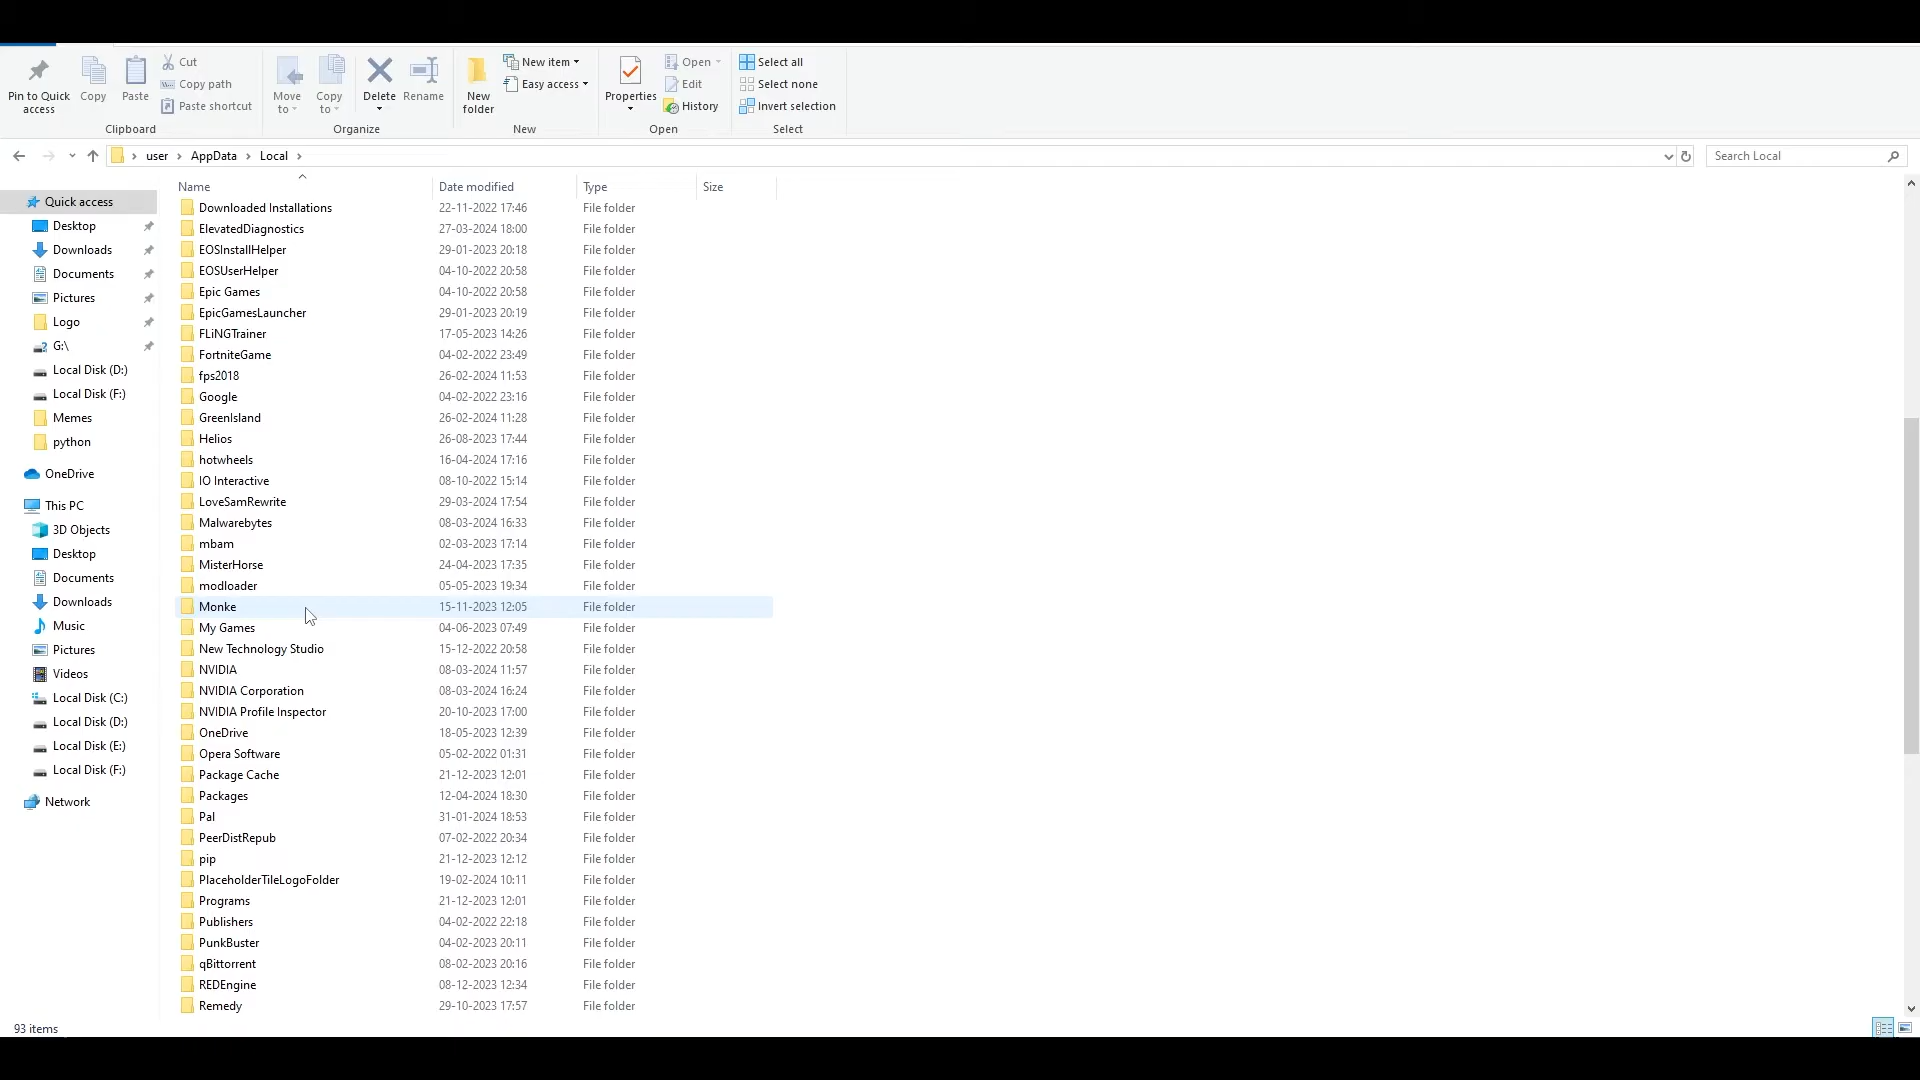 Pin to Quick access
Copy
Paste
Cut
Copy path
Paste shortcut
Clipboard
Move to
Copy to
Delete
Rename
Organize
New folder
New item
Easy access
New
Properties
Open
Edit
History
Open
Select all
Select none
Invert selection
Select
user > AppData > Local >
Search Local
Quick access
Desktop
Downloads
Documents
Pictures
Logo
G:\
Local Disk (D:)
Local Disk (F:)
Memes
python
OneDrive
This PC
3D Objects
Desktop
Documents
Downloads
Music
Pictures
Videos
Local Disk (C:)
Local Disk (D:)
Local Disk (E:)
Local Disk (F:)
Network
Name Date modified Type Size
Downloaded Installations 22-11-2022 17:46 File folder
ElevatedDiagnostics 27-03-2024 18:00 File folder
EOSInstallHelper 29-01-2023 20:18 File folder
EOSUserHelper 04-10-2022 20:58 File folder
Epic Games 04-10-2022 20:58 File folder
EpicGamesLauncher 29-01-2023 20:19 File folder
FLiNGTrainer 17-05-2023 14:26 File folder
FortniteGame 04-02-2022 23:49 File folder
fps2018 26-02-2024 11:53 File folder
Google 04-02-2022 23:16 File folder
GreenIsland 26-02-2024 11:28 File folder
Helios 26-08-2023 17:44 File folder
hotwheels 16-04-2024 17:16 File folder
IO Interactive 08-10-2022 15:14 File folder
LoveSamRewrite 29-03-2024 17:54 File folder
Malwarebytes 08-03-2024 16:33 File folder
mbam 02-03-2023 17:14 File folder
MisterHorse 24-04-2023 17:35 File folder
modloader 05-05-2023 19:34 File folder
Monke 15-11-2023 12:05 File folder
My Games 04-06-2023 07:49 File folder
New Technology Studio 15-12-2022 20:58 File folder
NVIDIA 08-03-2024 11:57 File folder
NVIDIA Corporation 08-03-2024 16:24 File folder
NVIDIA Profile Inspector 20-10-2023 17:00 File folder
OneDrive 18-05-2023 12:39 File folder
Opera Software 05-02-2022 01:31 File folder
Package Cache 21-12-2023 12:01 File folder
Packages 12-04-2024 18:30 File folder
Pal 31-01-2024 18:53 File folder
PeerDistRepub 07-02-2022 20:34 File folder
pip 21-12-2023 12:12 File folder
PlaceholderTileLogoFolder 19-02-2024 10:11 File folder
Programs 21-12-2023 12:01 File folder
Publishers 04-02-2022 22:18 File folder
PunkBuster 04-02-2023 20:11 File folder
qBittorrent 08-02-2023 20:16 File folder
REDEngine 08-12-2023 12:34 File folder
Remedy 29-10-2023 17:57 File folder
93 items